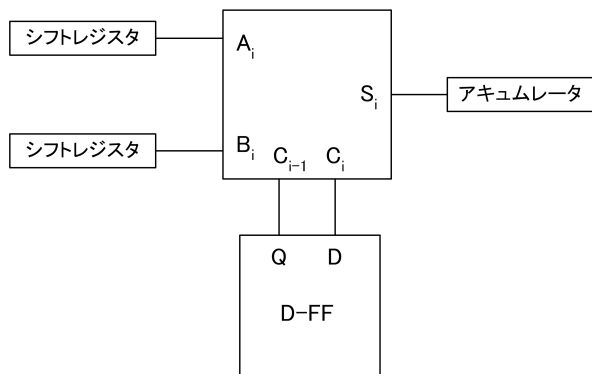 シフトレジスタ
A_i
S_i
アキュムレータ
シフトレジスタ
B_i
C_{i-1} C_i
Q D
D-FF